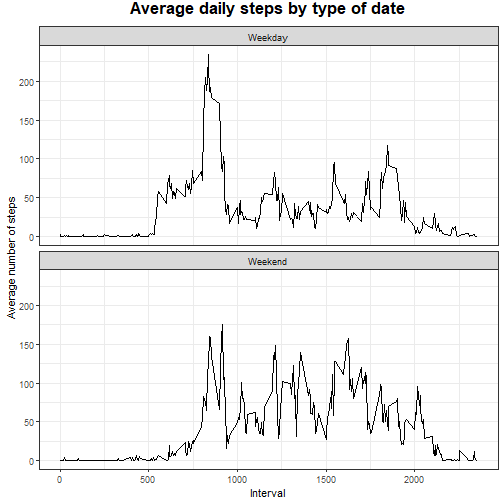 Average daily steps by type of date
Weekday
200
150
100
50
0
Average number of steps
Weekend
200
150
100
50
0
0 500 1000 1500 2000
Interval